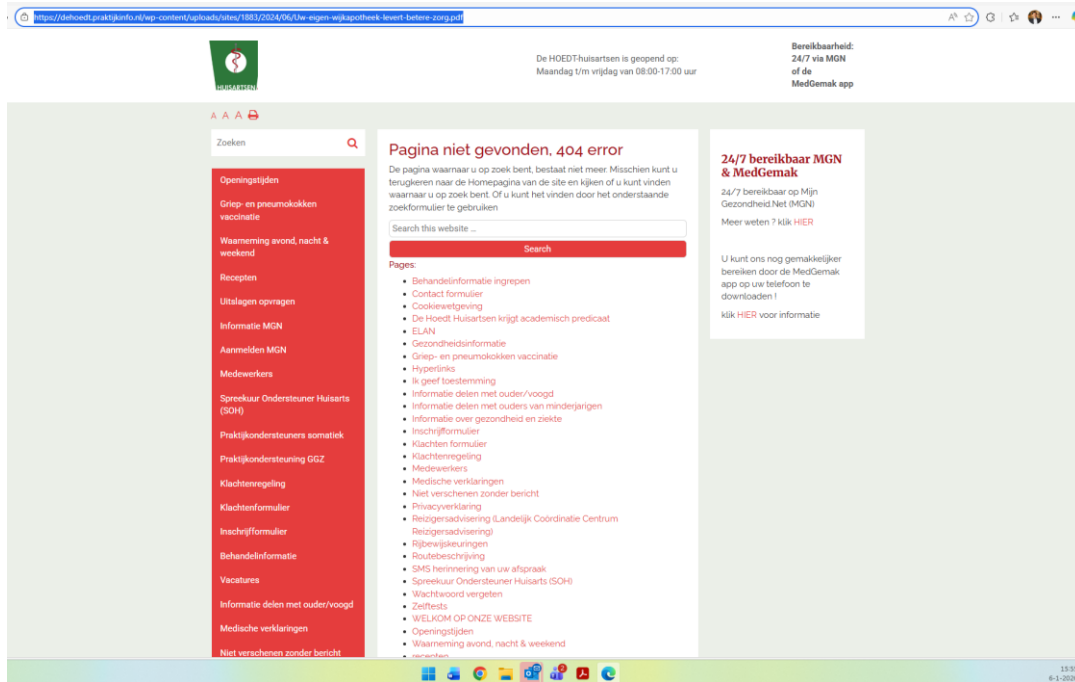 https://dehoedt.praktijkinfo.nl/wp-content/uploads/sites/1883/2024/06/Uw-eigen-wijkapotheek-levert-betere-zorg.pdf
HUISARTSEN
De HOEDT-huisartsen is geopend op:
Maandag t/m vrijdag van 08:00-17:00 uur
Bereikbaarheid:
24/7 via MGN
of de
MedGemak app
A A A
Zoeken
Openingstijden
Griep- en pneumokokken
vaccinatie
Waarneming avond, nacht &
weekend
Recepten
Uitslagen opvragen
Informatie MGN
Aanmelden MGN
Medewerkers
Spreekuur Ondersteuner Huisarts
(SOH)
Praktijkondersteuners somatiek
Praktijkondersteuning GGZ
Klachtenregeling
Klachtenformulier
Inschrijfformulier
Behandelinformatie
Vacatures
Informatie delen met ouder/voogd
Medische verklaringen
Niet verschenen zonder bericht
Pagina niet gevonden, 404 error
De pagina waarnaar u op zoek bent, bestaat niet meer. Misschien kunt u
terugkeren naar de Homepagina van de site en kijken of u kunt vinden
waarnaar u op zoek bent. Of u kunt het vinden door het onderstaande
zoekformulier te gebruiken
Search this website …
Search
Pages:
Behandelinformatie ingrepen
Contact formulier
Cookiewetgeving
De Hoedt Huisartsen krijgt academisch predicaat
ELAN
Gezondheidsinformatie
Griep- en pneumokokken vaccinatie
Hyperlinks
Ik geef toestemming
Informatie delen met ouder/voogd
Informatie delen met ouders van minderjarigen
Informatie over gezondheid en ziekte
Inschrijfformulier
Klachten formulier
Klachtenregeling
Medewerkers
Medische verklaringen
Niet verschenen zonder bericht
Privacyverklaring
Reizigersadvisering (Landelijk Coördinatie Centrum
Reizigersadvisering)
Rijbewijskeuringen
Routebeschrijving
SMS herinnering van uw afspraak
Spreekuur Ondersteuner Huisarts (SOH)
Wachtwoord vergeten
Zelftests
WELKOM OP ONZE WEBSITE
Openingstijden
Waarneming avond, nacht & weekend
recepten
24/7 bereikbaar MGN
& MedGemak
24/7 bereikbaar op Mijn
Gezondheid.Net (MGN)
Meer weten ? klik HIER
U kunt ons nog gemakkelijker
bereiken door de MedGemak
app op uw telefoon te
downloaden !
klik HIER voor informatie